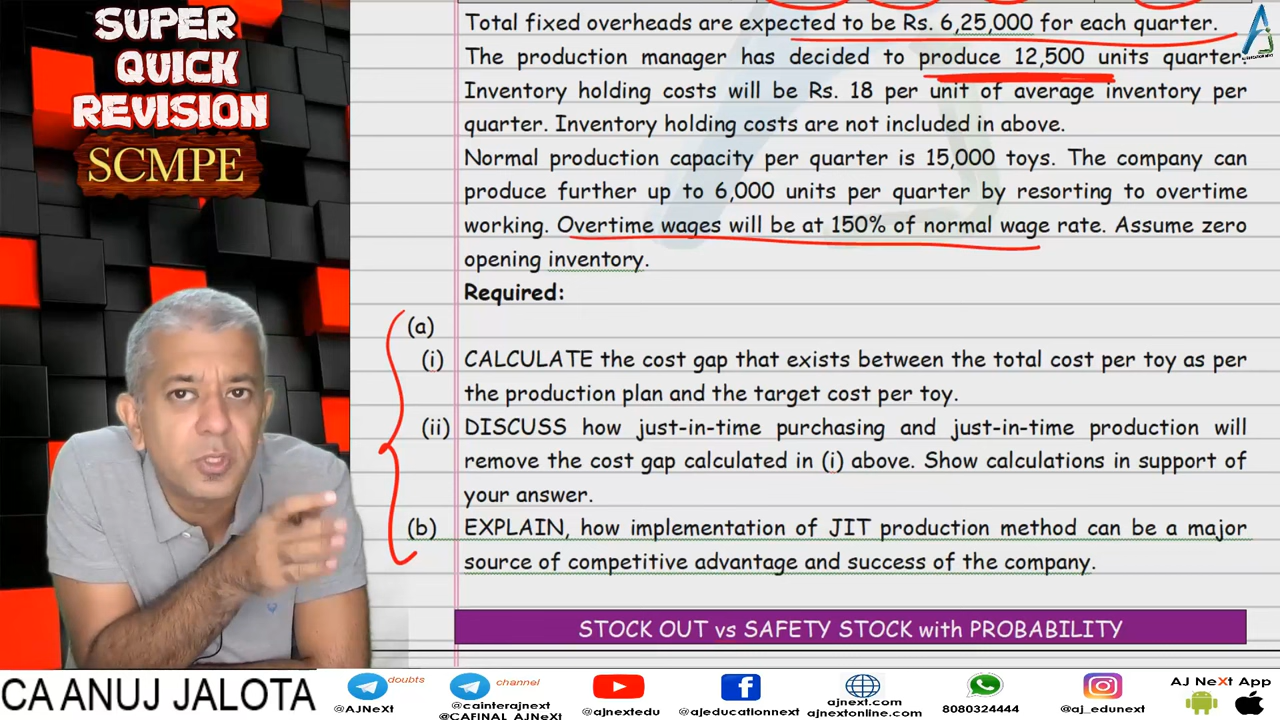 SUPER
QUICK
REVISION
SCMPE
Total fixed overheads are expected to be Rs. 6,25,000 for each quarter.
The production manager has decided to produce 12,500 units quarter.
Inventory holding costs will be Rs. 18 per unit of average inventory per
quarter. Inventory holding costs are not included in above.
Normal production capacity per quarter is 15,000 toys. The company can
produce further up to 6,000 units per quarter by resorting to overtime
working. Overtime wages will be at 150% of normal wage rate. Assume zero
opening inventory.
Required:
(a)
(i) CALCULATE the cost gap that exists between the total cost per toy as per
the production plan and the target cost per toy.
(ii) DISCUSS how just-in-time purchasing and just-in-time production will
remove the cost gap calculated in (i) above. Show calculations in support of
your answer.
(b) EXPLAIN, how implementation of JIT production method can be a major
source of competitive advantage and success of the company.
STOCK OUT vs SAFETY STOCK with PROBABILITY
CA ANUJ JALOTA
doubts
@AJNeXt
channel
@cainterajnext
@CAFINAL_AJNeXt
@ajnextedu
@ajeducationnext
ajnext.com
ajnextonline.com
8080324444
@aj_edunext
AJ NeXt App